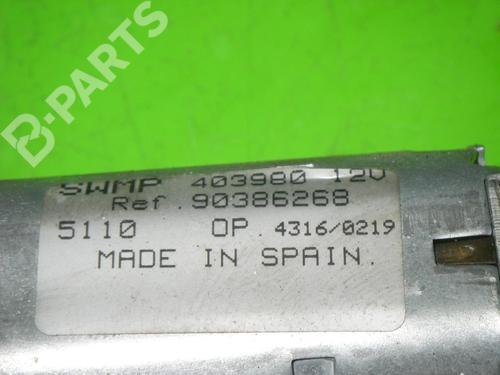 B-PARTS
SWMP 403980 12V
Ref. 90386268
5110 OP. 4316/0219
MADE IN SPAIN.